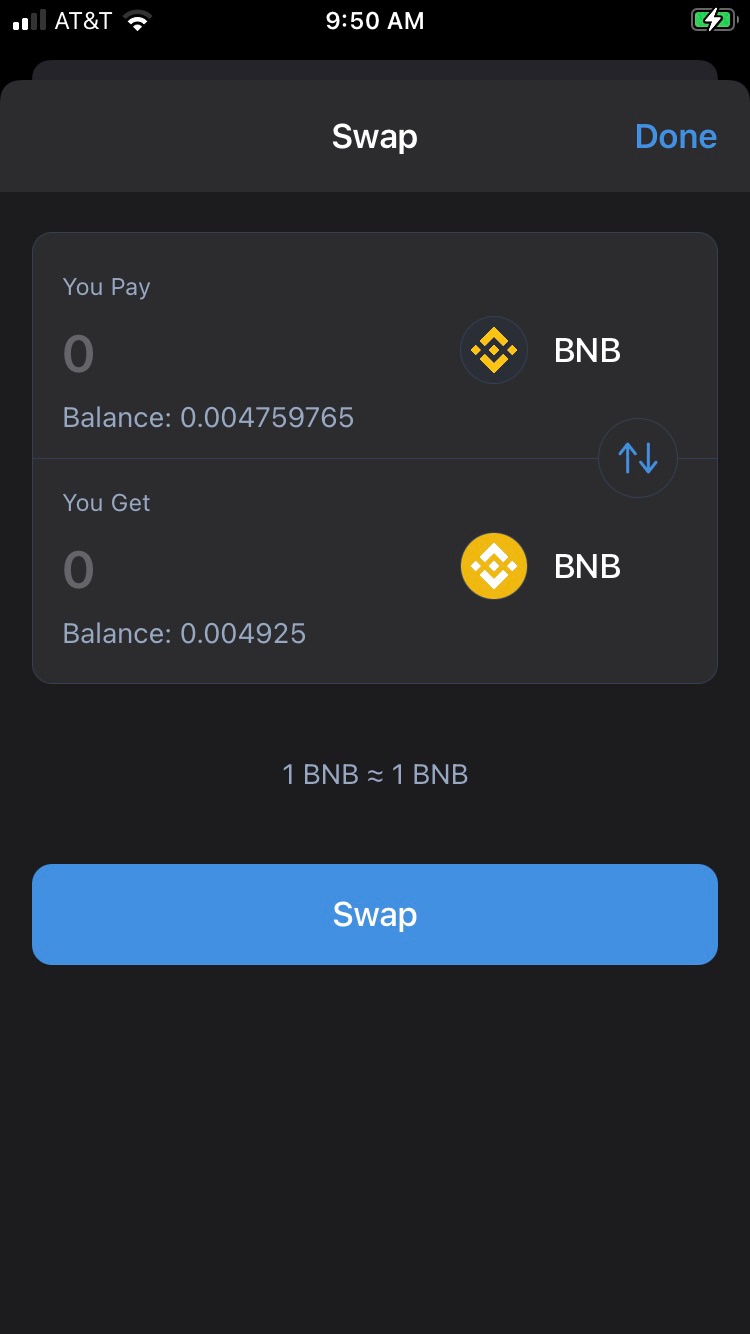 AT&T 9:50 AM
Swap Done
You Pay
0 BNB
Balance: 0.004759765
You Get
0 BNB
Balance: 0.004925
1 BNB ≈ 1 BNB
Swap